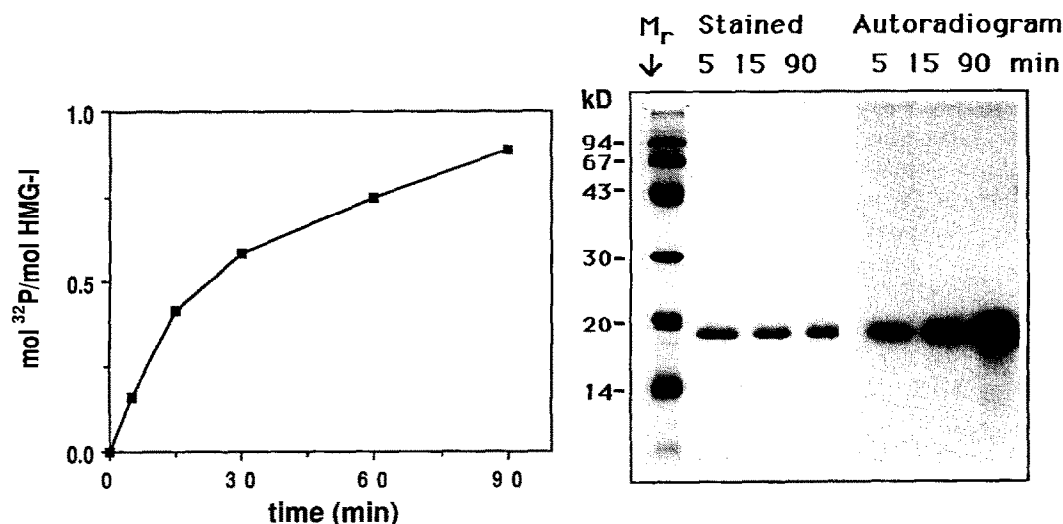 1.0
0.5
0.0
0 30 60 90
time (min)
mol ³²P/mol HMG-I
Mᵣ Stained Autoradiogram
↓ 5 15 90 5 15 90 min
kD
94-
67-
43-
30-
20-
14-